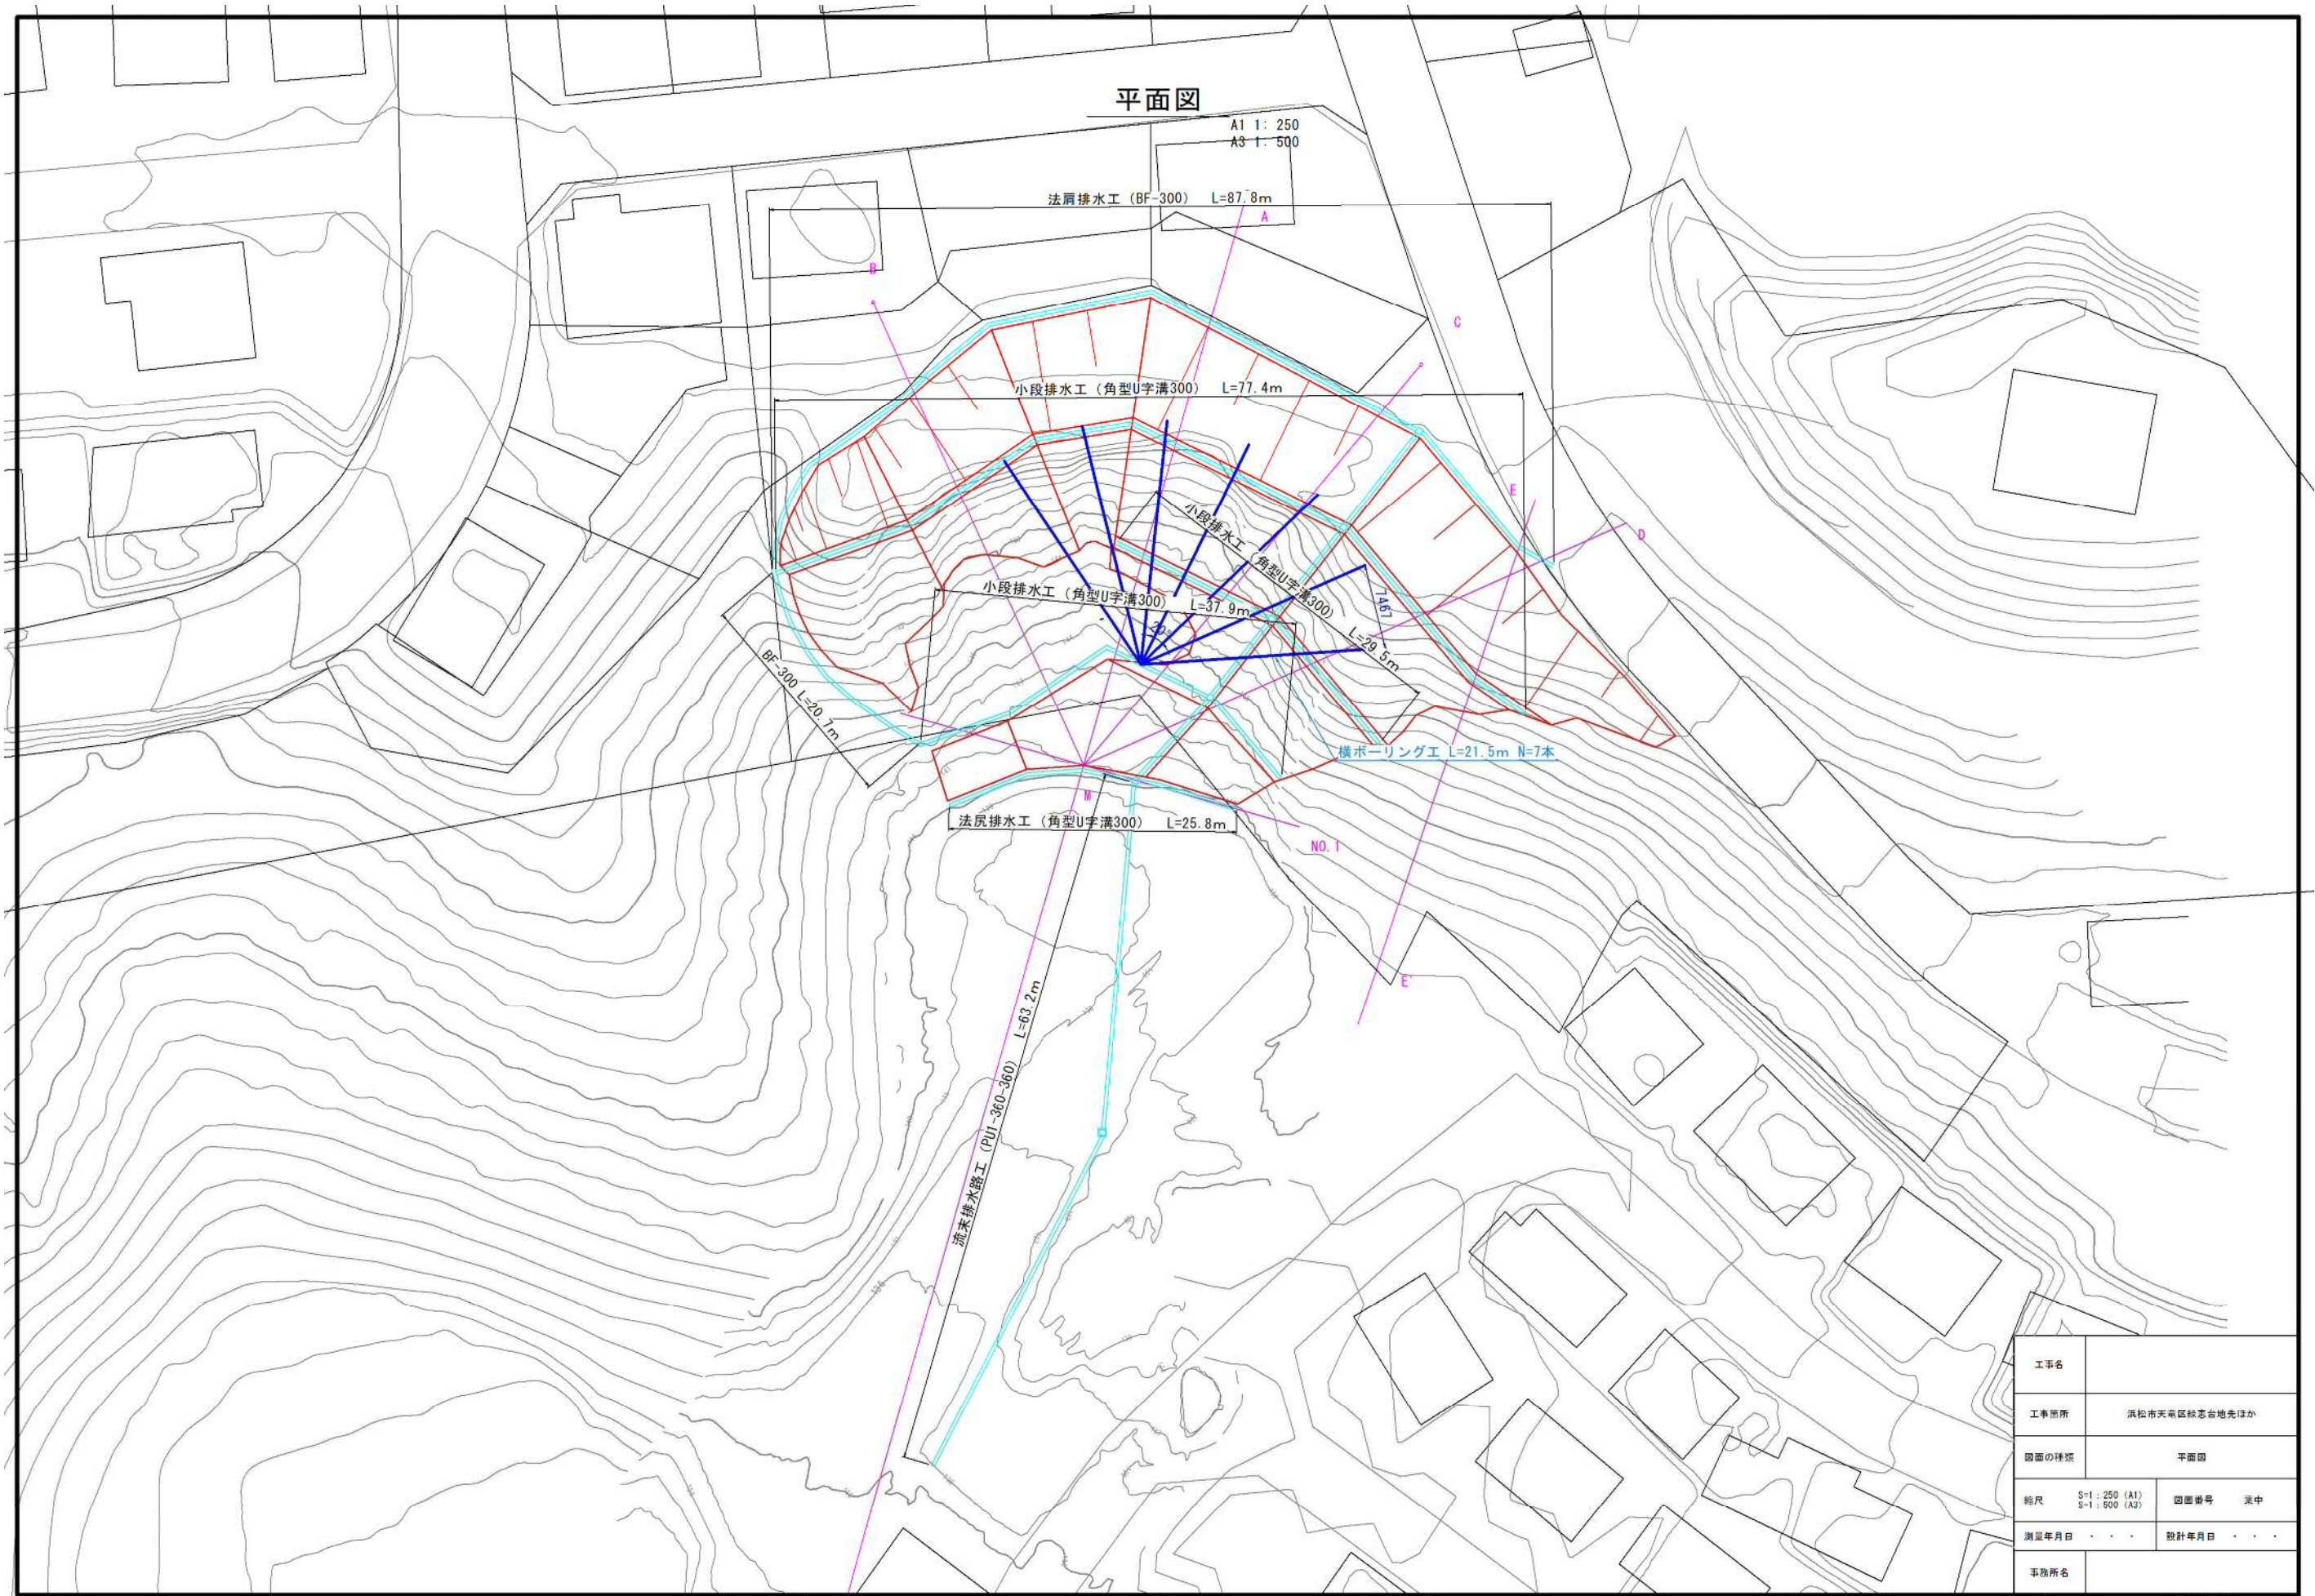 平面図
A1 1: 250
A3 1: 500
法肩排水工（BF-300） L=87.8m
A
B
C
小段排水工（角型U字溝300） L=77.4m
E
D
小段排水工（角型U字溝300） L=29.5m
小段排水工（角型U字溝300） L=37.9m
7467
BF-300 L=20.7m
横ボーリング工 L=21.5m N=7本
M
法尻排水工（角型U字溝300） L=25.8m
NO.1
E'
流末排水路工（PU1-360-360） L=63.2m
136
工事名
工事箇所 浜松市天竜区緑恵台地先ほか
図面の種類 平面図
縮尺 S=1：250（A1）
S=1：500（A3）
図面番号 葉中
測量年月日 ・ ・ ・ 設計年月日 ・ ・ ・
事務所名